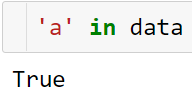 'a' in data
True